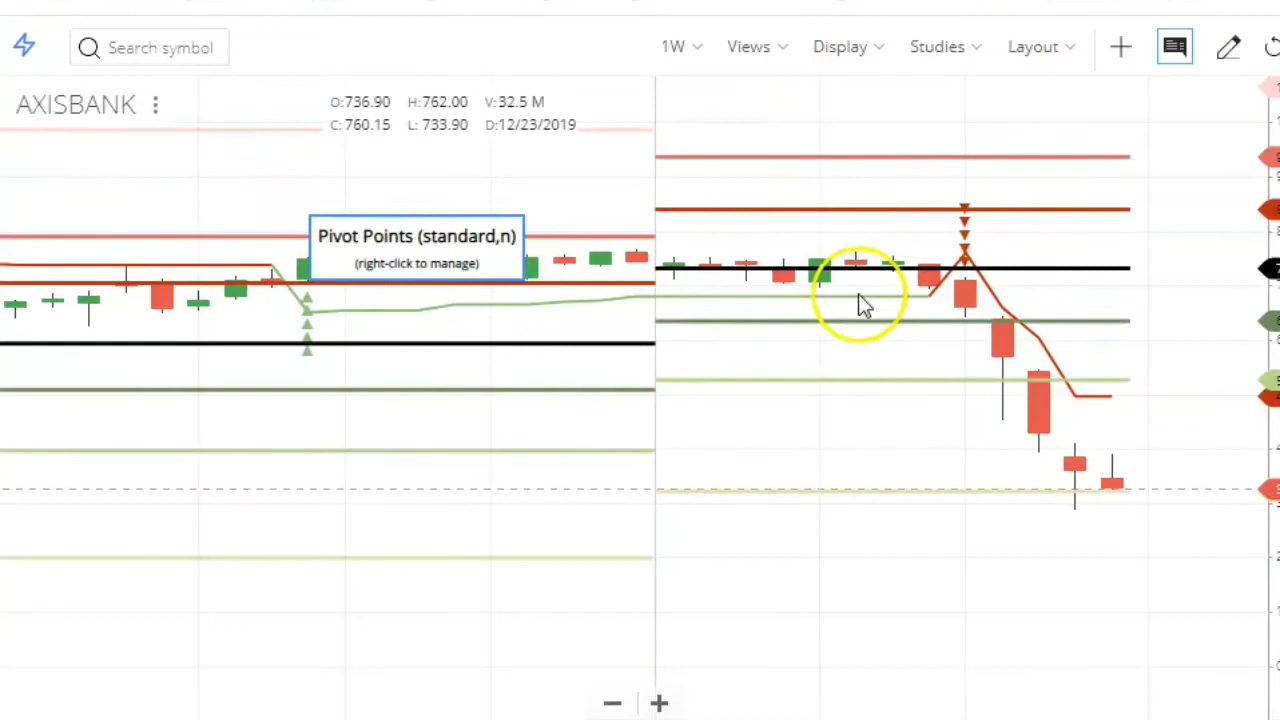 Search symbol
1W Views Display Studies Layout
AXISBANK
O:736.90 H:762.00 V:32.5 M
C:760.15 L: 733.90 D:12/23/2019
Pivot Points (standard,n)
(right-click to manage)